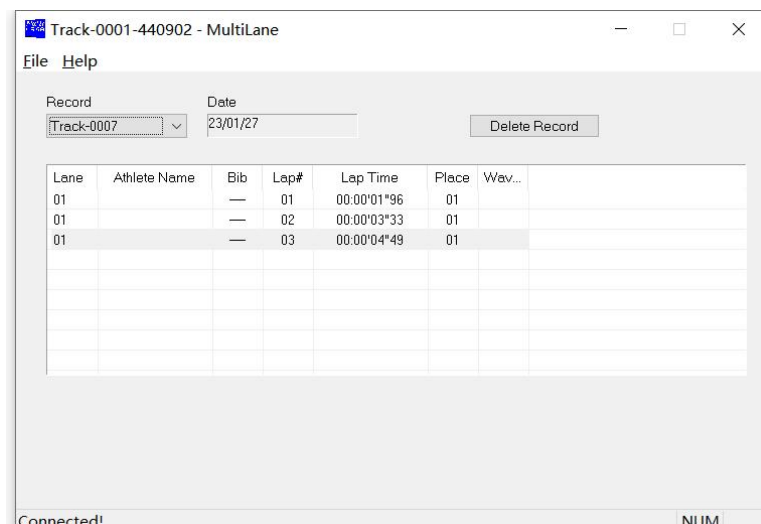 Track-0001-440902 - MultiLane
File Help
Record Date
Track-0007 23/01/27 Delete Record
Lane Athlete Name Bib Lap# Lap Time Place Wav...
01 — 01 00:00'01"96 01
01 — 02 00:00'03"33 01
01 — 03 00:00'04"49 01
Connected! NUM